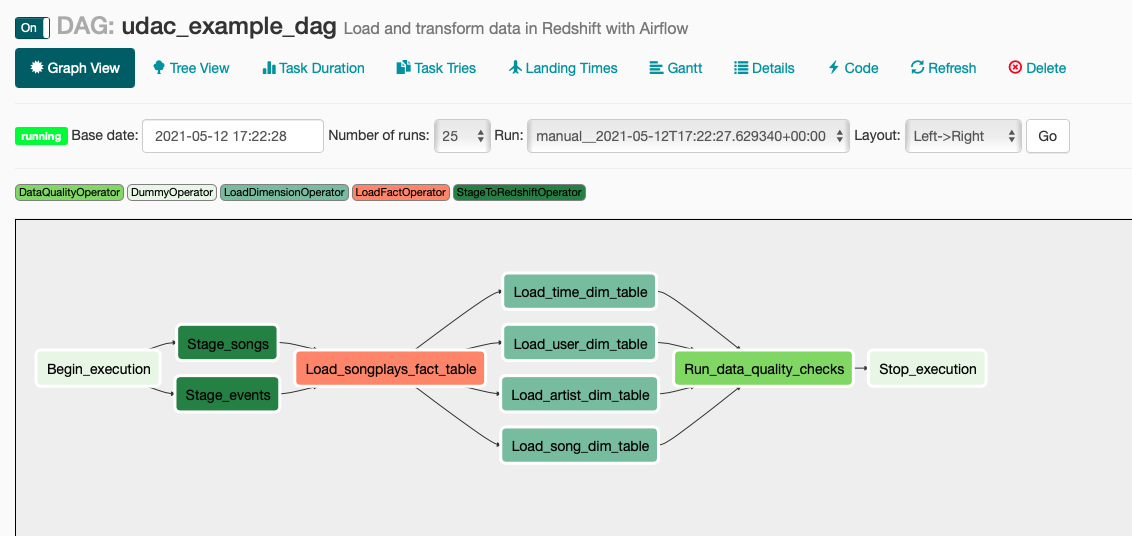 On DAG: udac_example_dag Load and transform data in Redshift with Airflow
Graph View Tree View Task Duration Task Tries Landing Times Gantt Details Code Refresh Delete
running Base date: 2021-05-12 17:22:28 Number of runs: 25 Run: manual__2021-05-12T17:22:27.629340+00:00 Layout: Left->Right Go
DataQualityOperator DummyOperator LoadDimensionOperator LoadFactOperator StageToRedshiftOperator
Load_time_dim_table
Stage_songs Load_user_dim_table
Begin_execution Load_songplays_fact_table Run_data_quality_checks Stop_execution
Stage_events Load_artist_dim_table
Load_song_dim_table